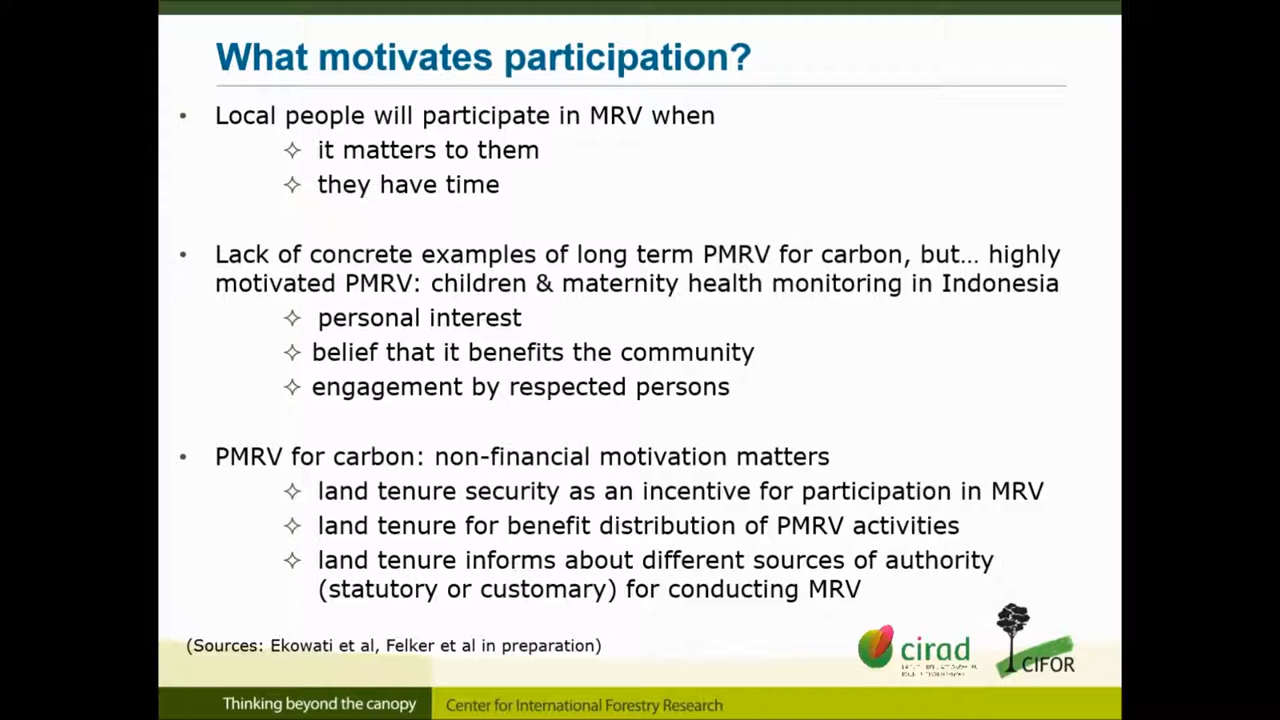 What motivates participation?
• Local people will participate in MRV when
✧ it matters to them
✧ they have time
• Lack of concrete examples of long term PMRV for carbon, but… highly
motivated PMRV: children & maternity health monitoring in Indonesia
✧ personal interest
✧ belief that it benefits the community
✧ engagement by respected persons
• PMRV for carbon: non-financial motivation matters
✧ land tenure security as an incentive for participation in MRV
✧ land tenure for benefit distribution of PMRV activities
✧ land tenure informs about different sources of authority
(statutory or customary) for conducting MRV
(Sources: Ekowati et al, Felker et al in preparation)
cirad
CIFOR
Thinking beyond the canopy
Center for International Forestry Research